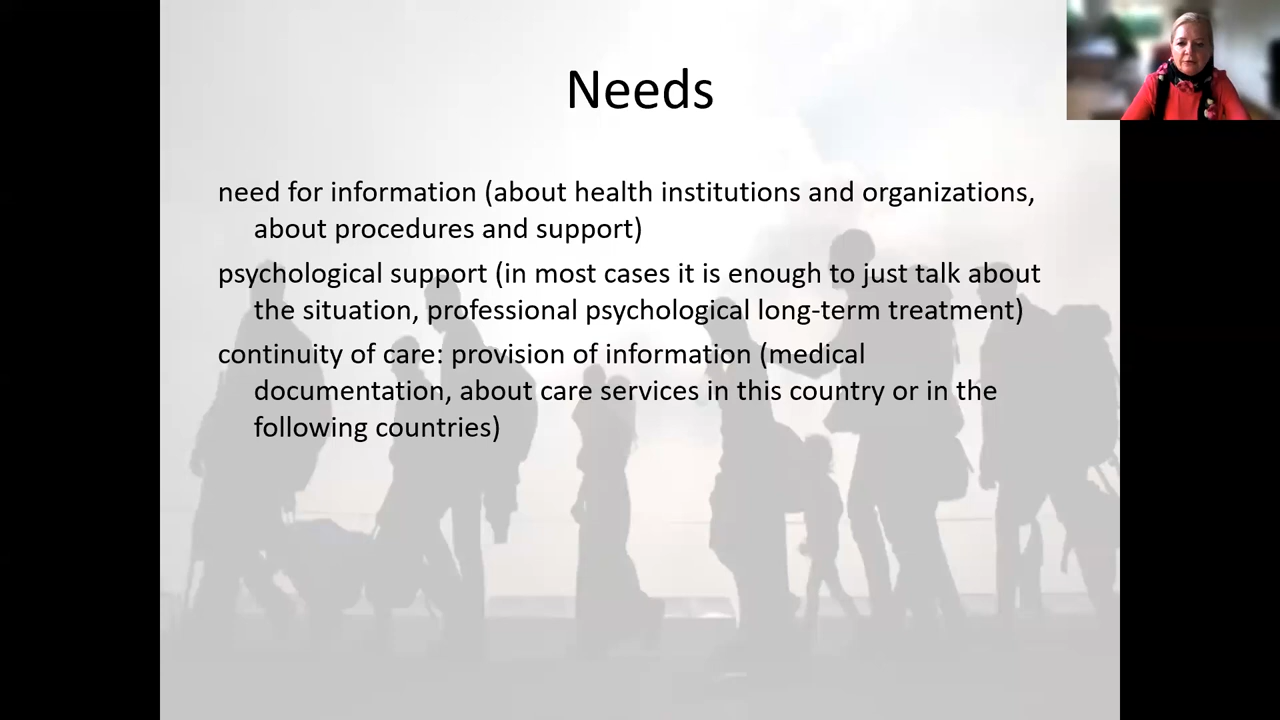 Needs
need for information (about health institutions and organizations,
about procedures and support)
psychological support (in most cases it is enough to just talk about
the situation, professional psychological long-term treatment)
continuity of care: provision of information (medical
documentation, about care services in this country or in the
following countries)